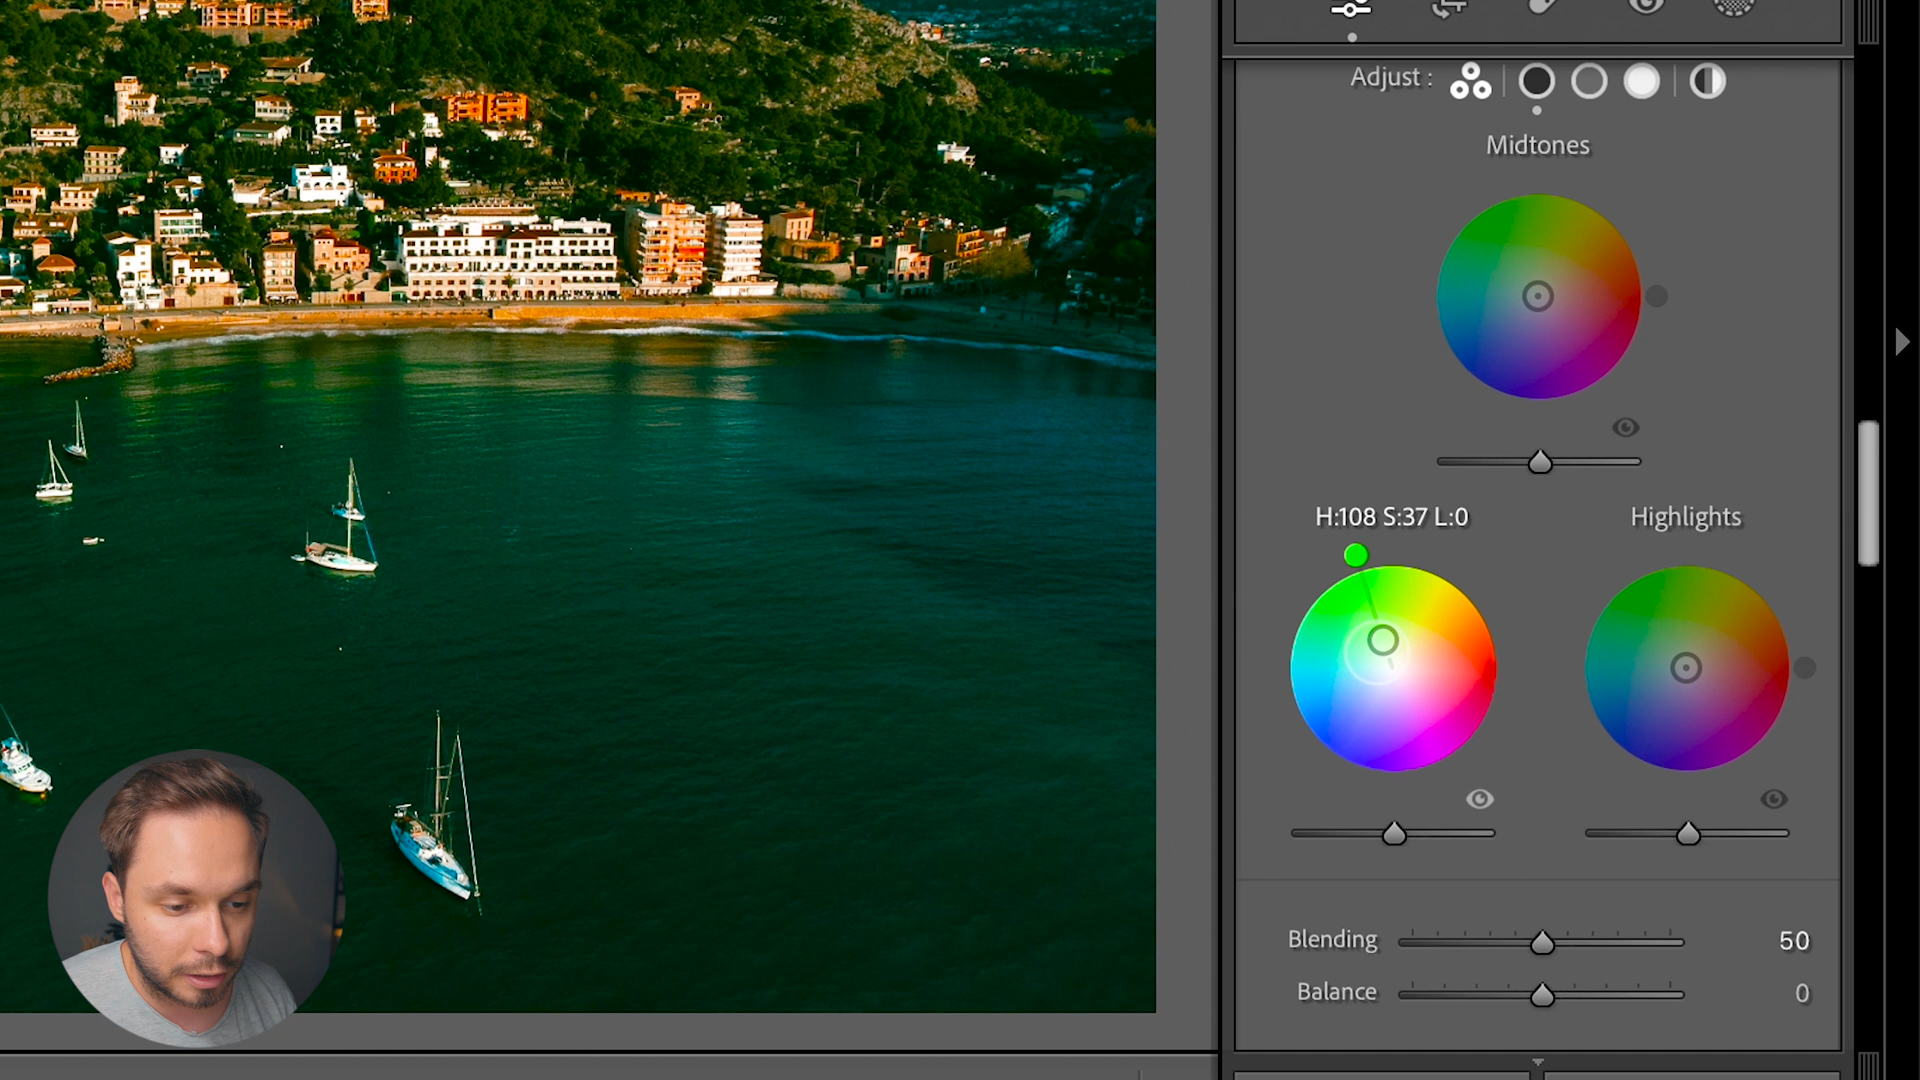 Adjust :
Midtones
H:108 S:37 L:0
Highlights
Blending 50
Balance 0